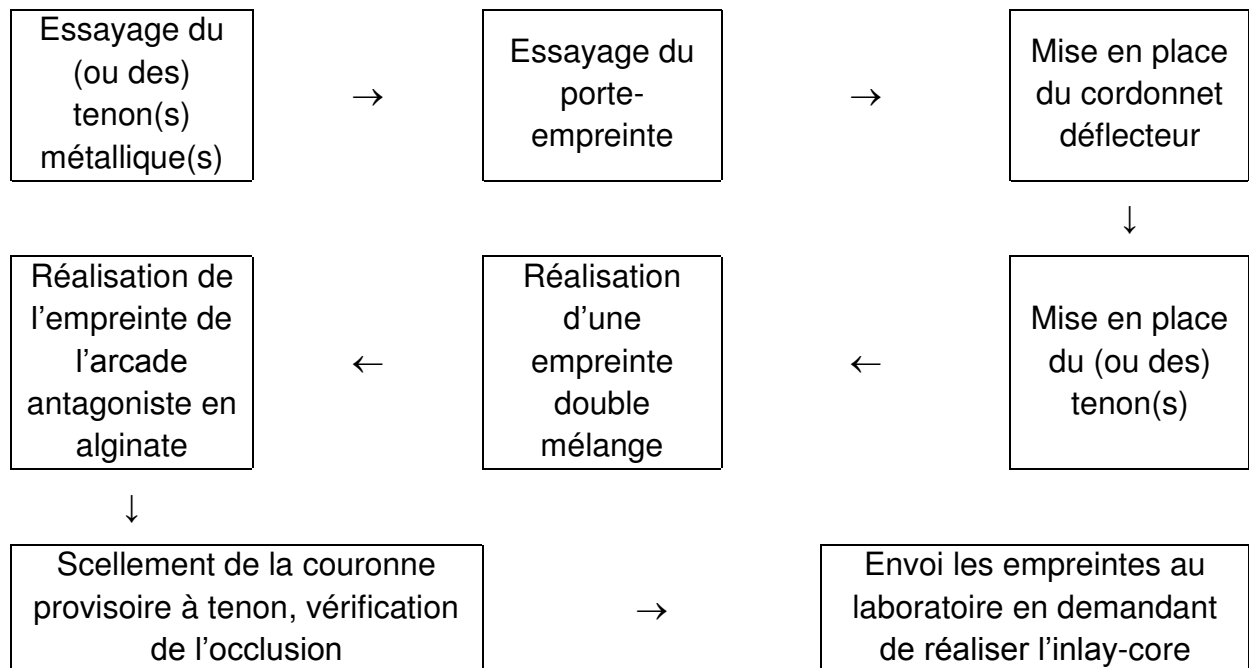 Essayage du
(ou des)
tenon(s)
métallique(s)
→
Essayage du
porte-
empreinte
→
Mise en place
du cordonnet
déflecteur
↓
Mise en place
du (ou des)
tenon(s)
←
Réalisation
d’une
empreinte
double
mélange
←
Réalisation de
l’empreinte de
l’arcade
antagoniste en
alginate
↓
Scellement de la couronne
provisoire à tenon, vérification
de l’occlusion
→
Envoi les empreintes au
laboratoire en demandant
de réaliser l’inlay-core